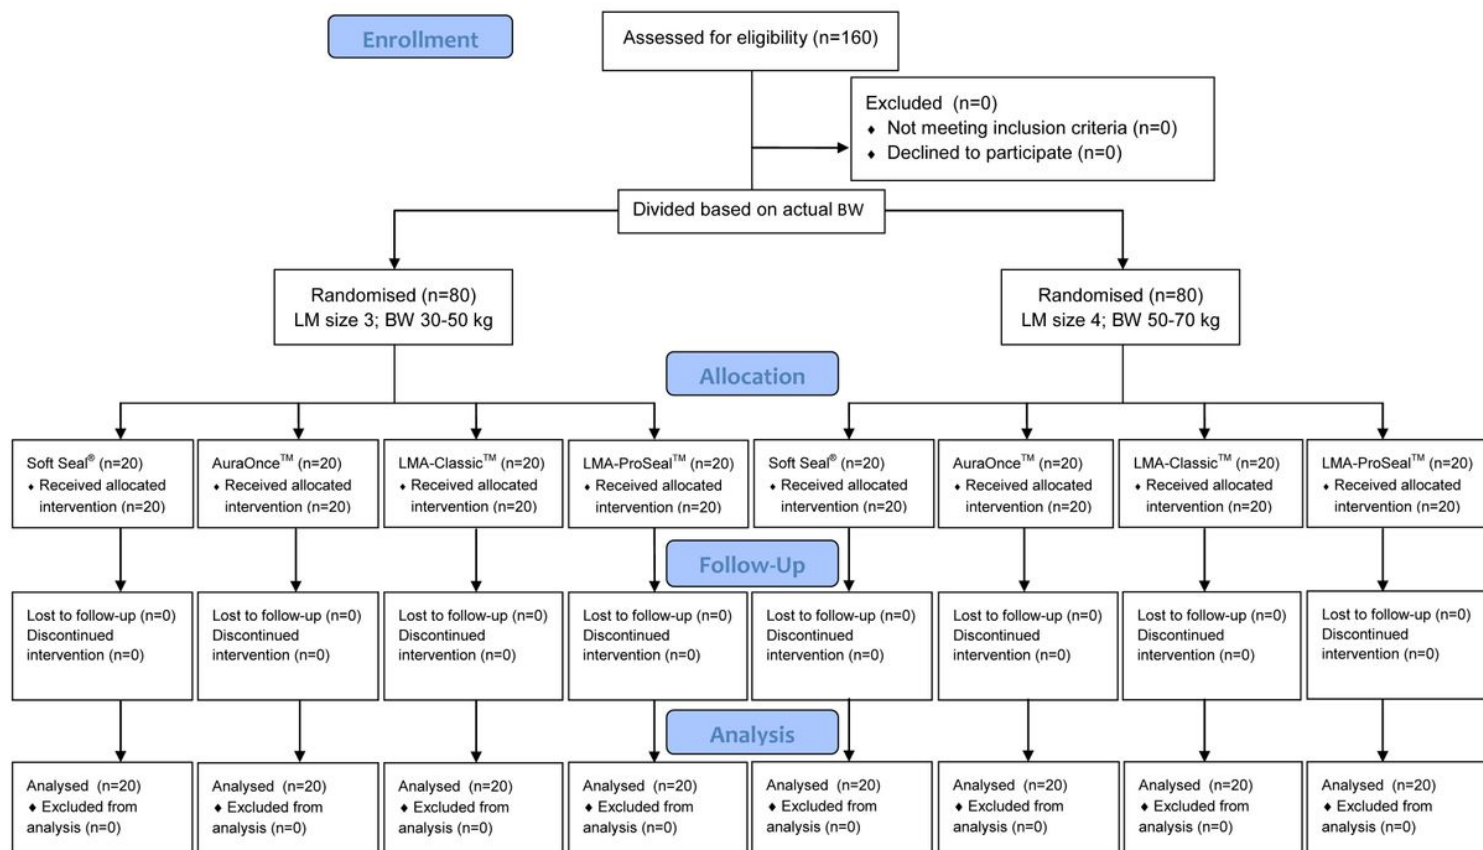 Enrollment
Assessed for eligibility (n=160)
Excluded (n=0)
♦ Not meeting inclusion criteria (n=0)
♦ Declined to participate (n=0)
Divided based on actual BW
Randomised (n=80)
LM size 3; BW 30-50 kg
Randomised (n=80)
LM size 4; BW 50-70 kg
Allocation
Soft Seal® (n=20)
♦ Received allocated
intervention (n=20)
AuraOnce™ (n=20)
♦ Received allocated
intervention (n=20)
LMA-Classic™ (n=20)
♦ Received allocated
intervention (n=20)
LMA-ProSeal™ (n=20)
♦ Received allocated
intervention (n=20)
Soft Seal® (n=20)
♦ Received allocated
intervention (n=20)
AuraOnce™ (n=20)
♦ Received allocated
intervention (n=20)
LMA-Classic™ (n=20)
♦ Received allocated
intervention (n=20)
LMA-ProSeal™ (n=20)
♦ Received allocated
intervention (n=20)
Follow-Up
Lost to follow-up (n=0)
Discontinued
intervention (n=0)
Lost to follow-up (n=0)
Discontinued
intervention (n=0)
Lost to follow-up (n=0)
Discontinued
intervention (n=0)
Lost to follow-up (n=0)
Discontinued
intervention (n=0)
Lost to follow-up (n=0)
Discontinued
intervention (n=0)
Lost to follow-up (n=0)
Discontinued
intervention (n=0)
Lost to follow-up (n=0)
Discontinued
intervention (n=0)
Lost to follow-up (n=0)
Discontinued
intervention (n=0)
Analysis
Analysed (n=20)
♦ Excluded from
analysis (n=0)
Analysed (n=20)
♦ Excluded from
analysis (n=0)
Analysed (n=20)
♦ Excluded from
analysis (n=0)
Analysed (n=20)
♦ Excluded from
analysis (n=0)
Analysed (n=20)
♦ Excluded from
analysis (n=0)
Analysed (n=20)
♦ Excluded from
analysis (n=0)
Analysed (n=20)
♦ Excluded from
analysis (n=0)
Analysed (n=20)
♦ Excluded from
analysis (n=0)